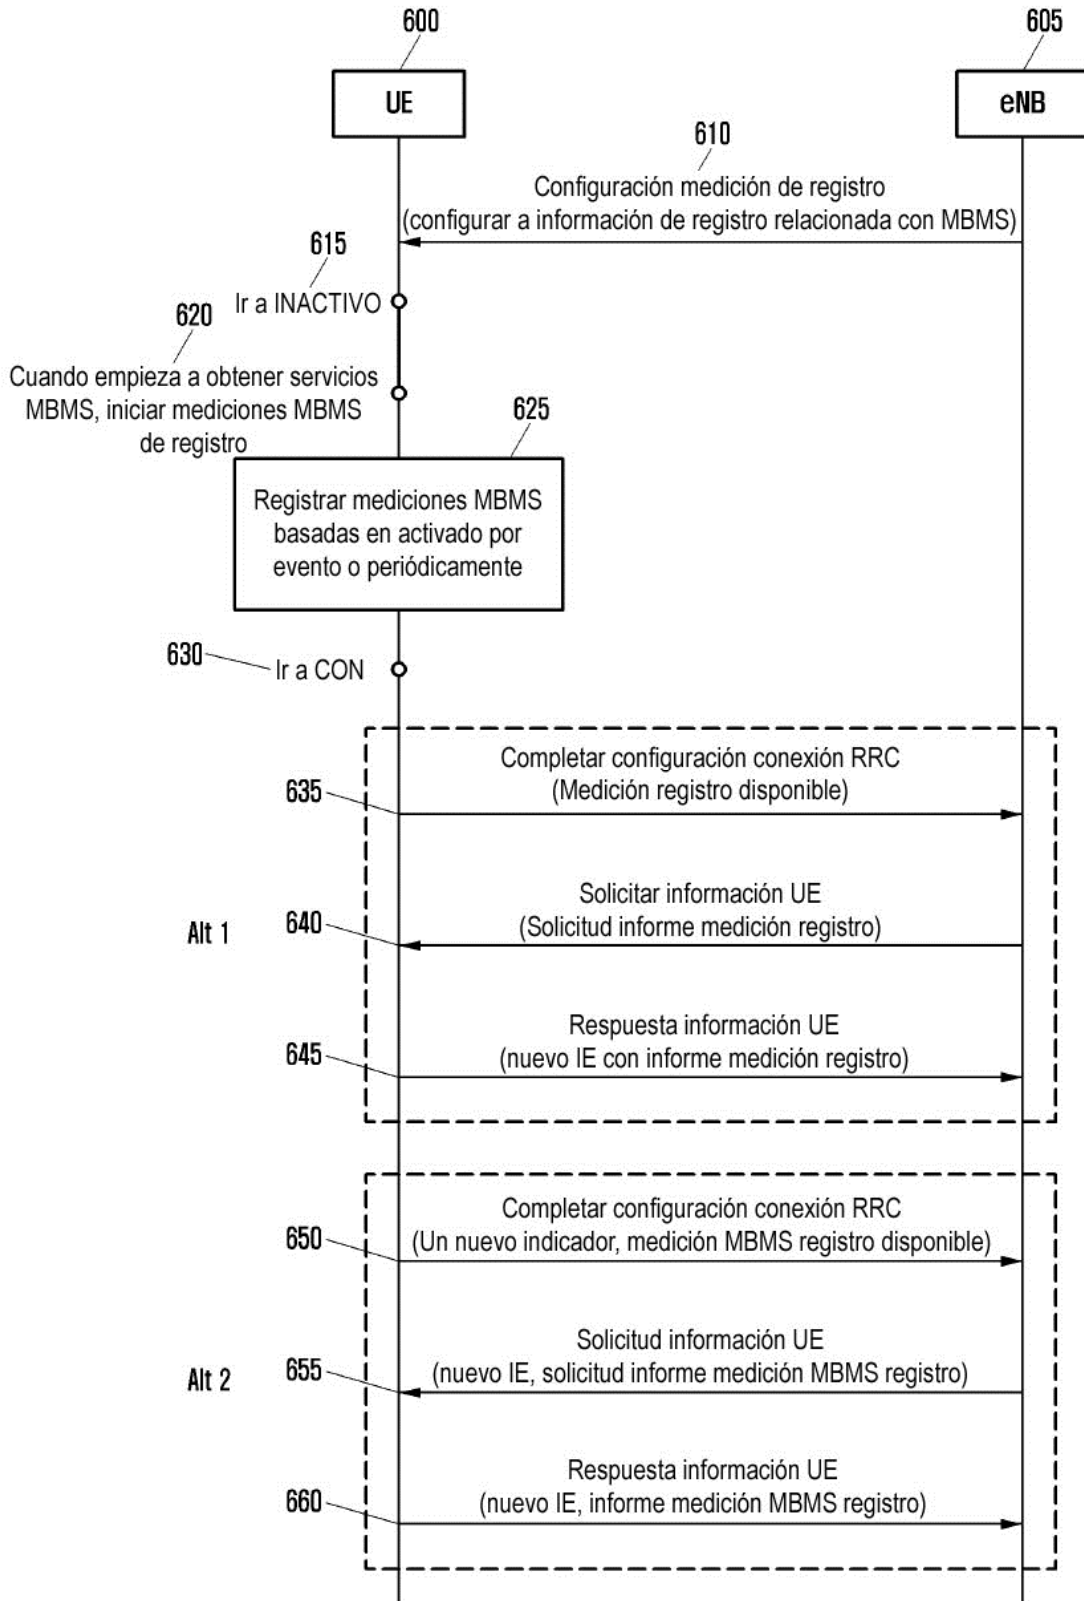 600
605
UE
eNB
610
Configuración medición de registro
(configurar a información de registro relacionada con MBMS)
615
Ir a INACTIVO
620
Cuando empieza a obtener servicios
MBMS, iniciar mediciones MBMS
de registro
625
Registrar mediciones MBMS
basadas en activado por
evento o periódicamente
630
Ir a CON
Completar configuración conexión RRC
(Medición registro disponible)
635
Solicitar información UE
(Solicitud informe medición registro)
640
Alt 1
Respuesta información UE
(nuevo IE con informe medición registro)
645
Completar configuración conexión RRC
(Un nuevo indicador, medición MBMS registro disponible)
650
Solicitud información UE
(nuevo IE, solicitud informe medición MBMS registro)
655
Alt 2
Respuesta información UE
(nuevo IE, informe medición MBMS registro)
660